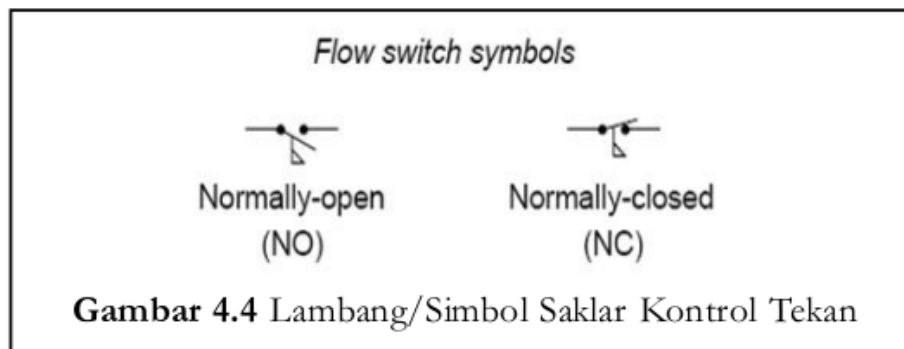 Flow switch symbols
Normally-open
(NO)
Normally-closed
(NC)
Gambar 4.4 Lambang/Simbol Saklar Kontrol Tekan